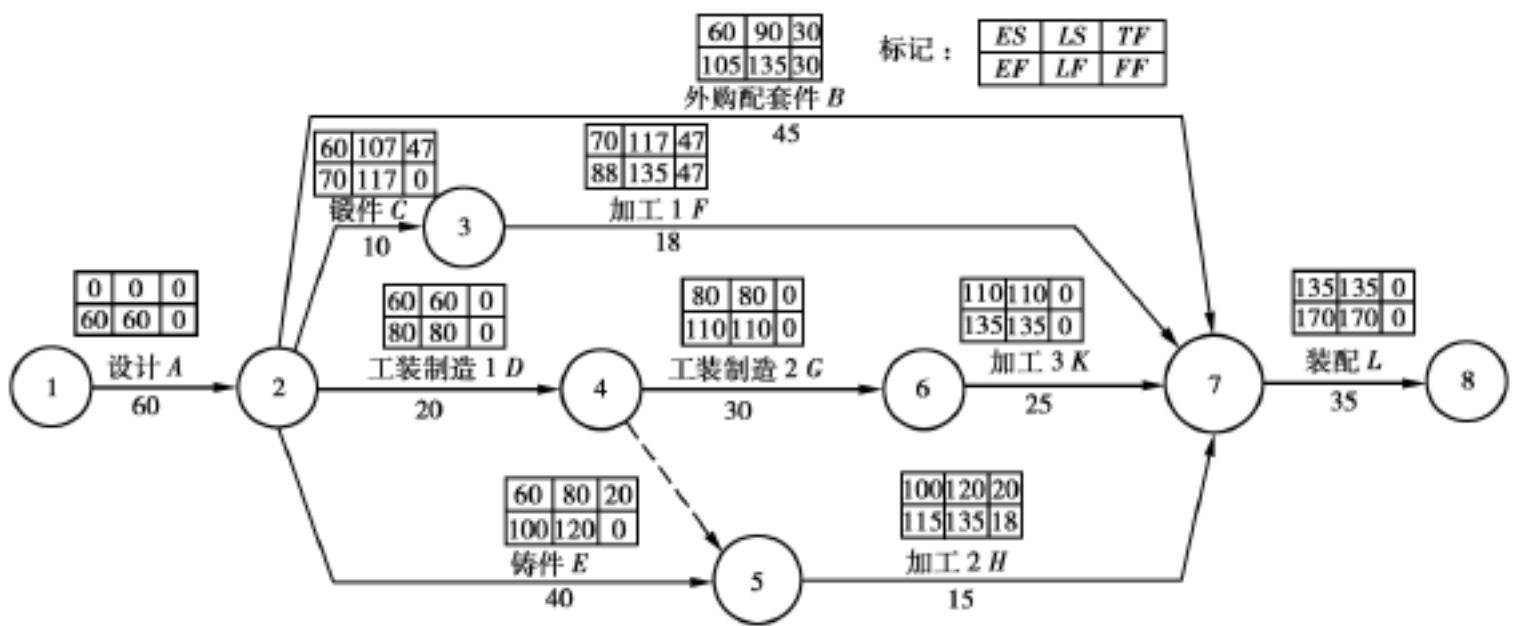 60 90 30
105 135 30
标记：
ES LS TF
EF LF FF
外购配套件 B
45
60 107 47
70 117 0
锻件 C
10
3
70 117 47
88 135 47
加工 1 F
18
0 0 0
60 60 0
60 60 0
80 80 0
80 80 0
110 110 0
110 110 0
135 135 0
135 135 0
170 170 0
1
设计 A
60
2
工装制造 1 D
20
4
工装制造 2 G
30
6
加工 3 K
25
7
装配 L
35
8
60 80 20
100 120 0
铸件 E
40
5
100 120 20
115 135 18
加工 2 H
15